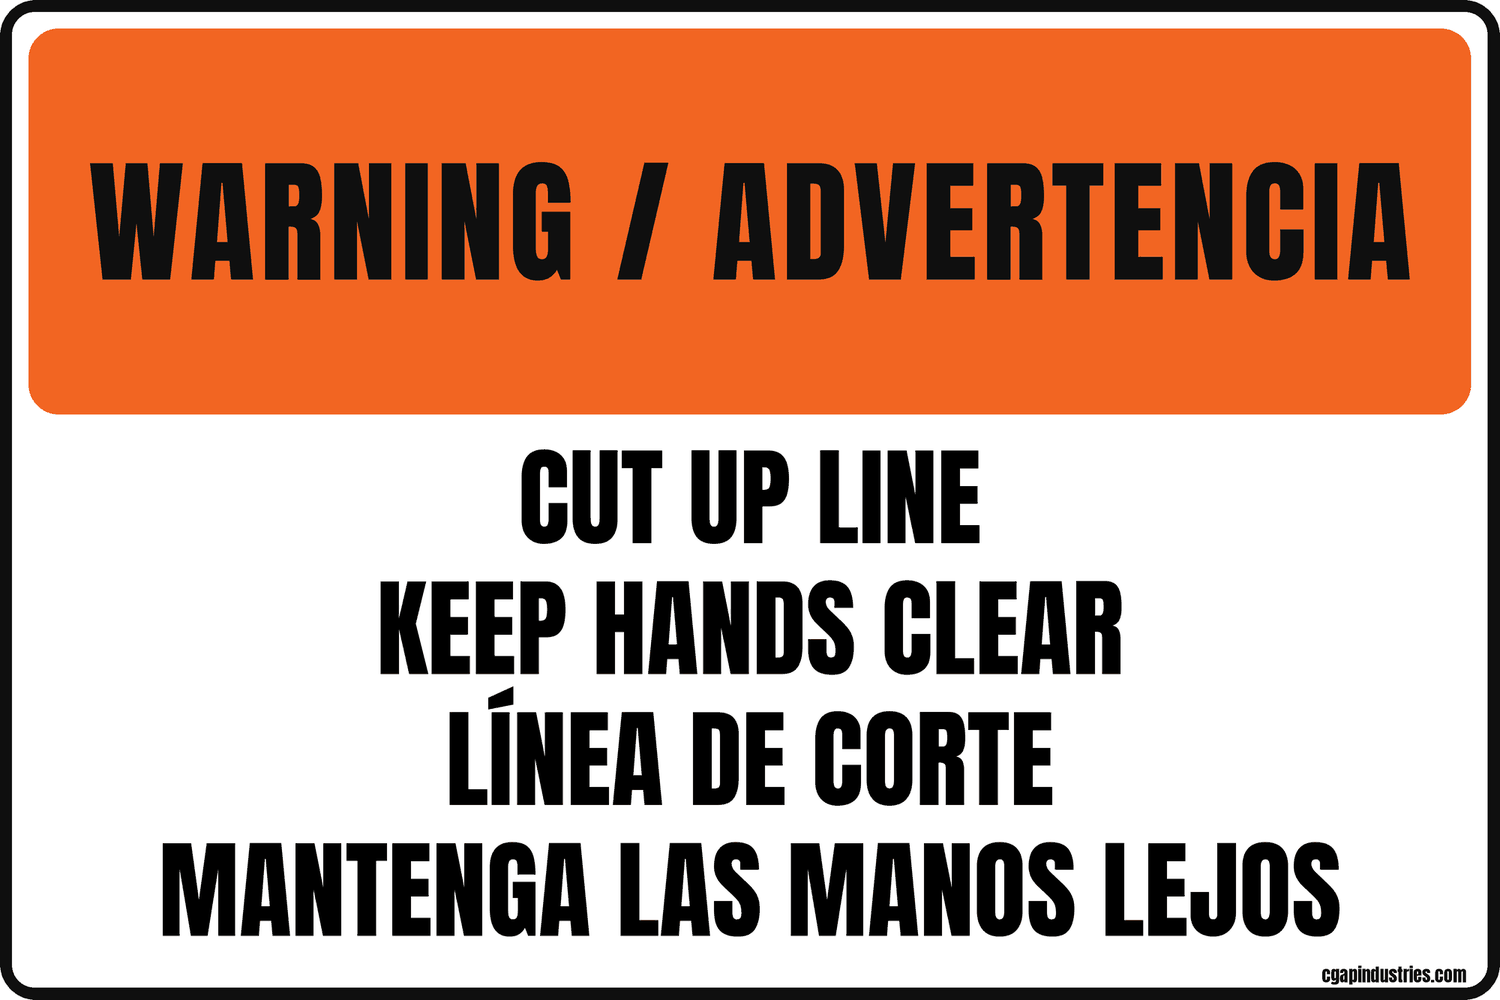 WARNING / ADVERTENCIA
CUT UP LINE
KEEP HANDS CLEAR
LÍNEA DE CORTE
MANTENGA LAS MANOS LEJOS
cgapindustries.com